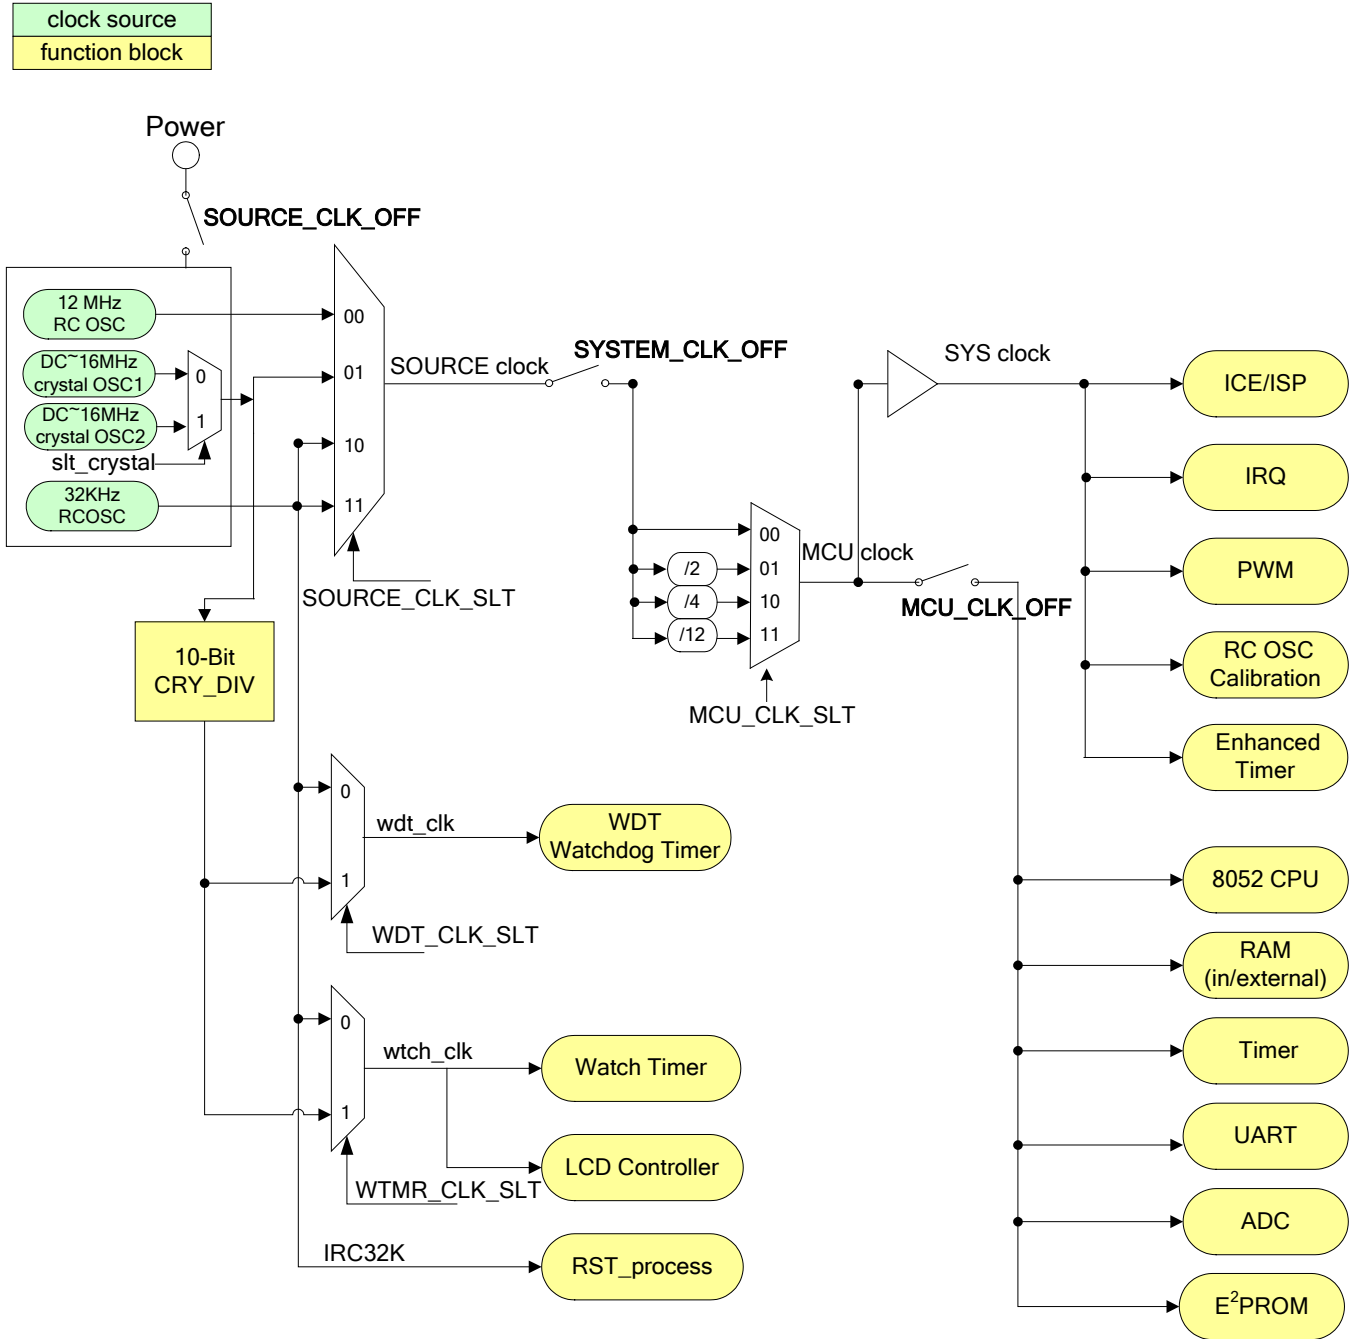 clock source
function block
Power
SOURCE_CLK_OFF
12 MHz
RC OSC
DC~16MHz
crystal OSC1
DC~16MHz
crystal OSC2
0
1
slt_crystal
32KHz
RCOSC
00
01
10
11
SOURCE_CLK_SLT
SOURCE clock
SYSTEM_CLK_OFF
/2
/4
/12
00
01
10
11
MCU_CLK_SLT
MCU clock
MCU_CLK_OFF
SYS clock
ICE/ISP
IRQ
PWM
RC OSC
Calibration
Enhanced
Timer
8052 CPU
RAM
(in/external)
Timer
UART
ADC
E²PROM
10-Bit
CRY_DIV
0
1
wdt_clk
WDT_CLK_SLT
WDT
Watchdog Timer
0
1
wtch_clk
WTMR_CLK_SLT
Watch Timer
LCD Controller
IRC32K
RST_process